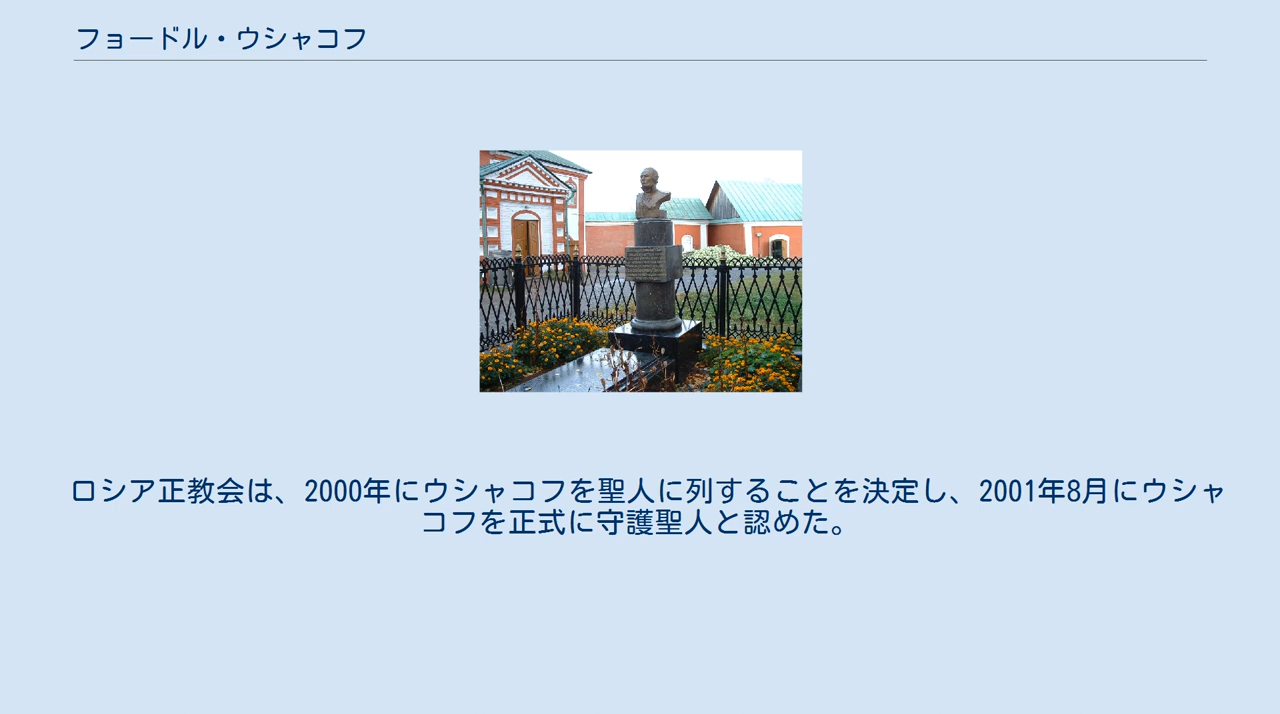 フョードル・ウシャコフ
ロシア正教会は、2000年にウシャコフを聖人に列することを決定し、2001年8月にウシャ
コフを正式に守護聖人と認めた。